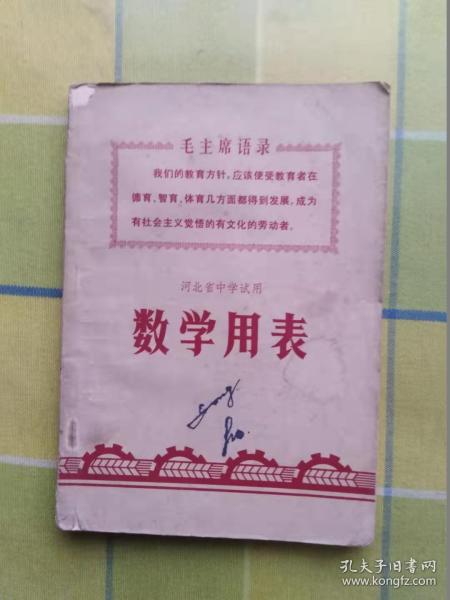 毛主席语录
我们的教育方针，应该使受教育者在
德育、智育、体育几方面都得到发展，成为
有社会主义觉悟的有文化的劳动者。
河北省中学试用
数学用表
孔夫子旧书网
www.kongfz.com